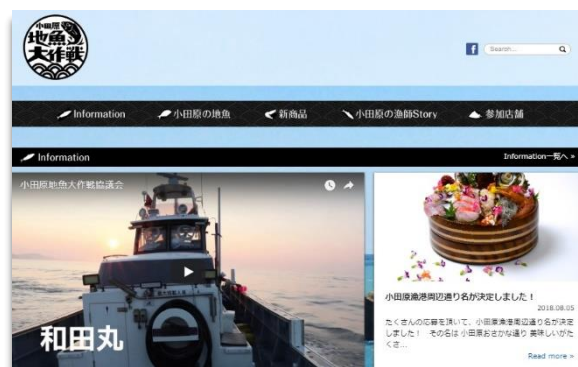 小田原
地魚
大作戦
f
Search...
Information
小田原の地魚
新商品
小田原の漁師Story
参加店舗
Information
Information一覧へ »
小田原地魚大作戦協議会
和田丸
小田原漁港周辺通り名が決定しました！
2018.08.05
たくさんの応募を頂いて、小田原漁港周辺通り名が決定
しました！　その名は 小田原おさかな通り 美味しいがた
くさ...
Read more »